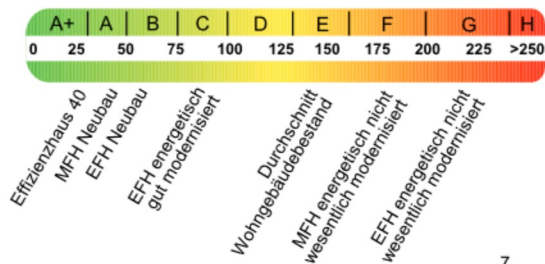 A+ | A | B | C | D | E | F | G | H
0 25 50 75 100 125 150 175 200 225 >250
Effizienzhaus 40
MFH Neubau
EFH Neubau
EFH energetisch
gut modernisiert
Durchschnitt
Wohngebäudebestand
MFH energetisch nicht
wesentlich modernisiert
EFH energetisch nicht
wesentlich modernisiert
7